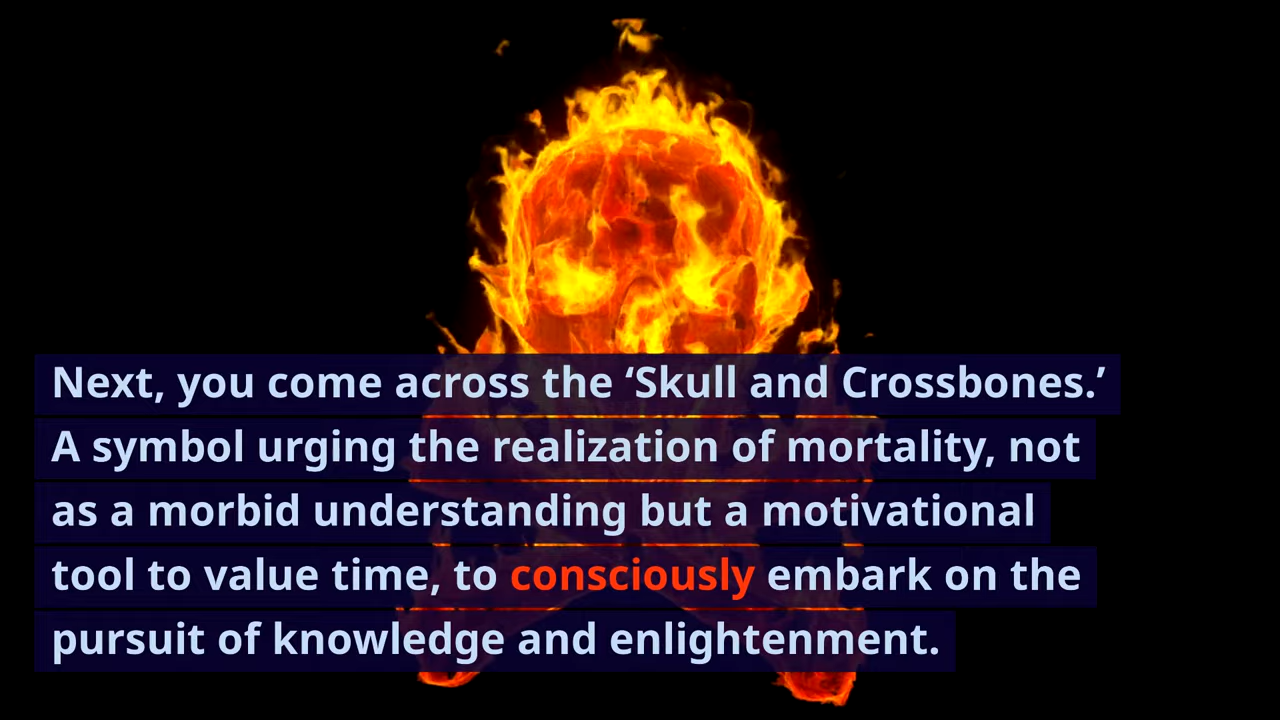 Next, you come across the ‘Skull and Crossbones.’
A symbol urging the realization of mortality, not
as a morbid understanding but a motivational
tool to value time, to consciously embark on the
pursuit of knowledge and enlightenment.